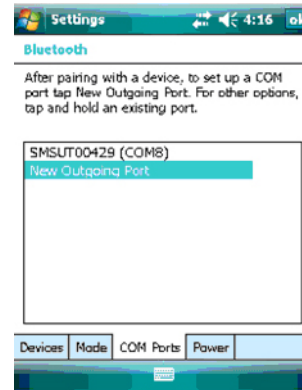 Settings 4:16 ok
Bluetooth
After pairing with a device, to set up a COM
port tap New Outgoing Port. For other options,
tap and hold an existing port.
SMSUT00429 (COM8)
New Outgoing Port
Devices Mode COM Ports Power